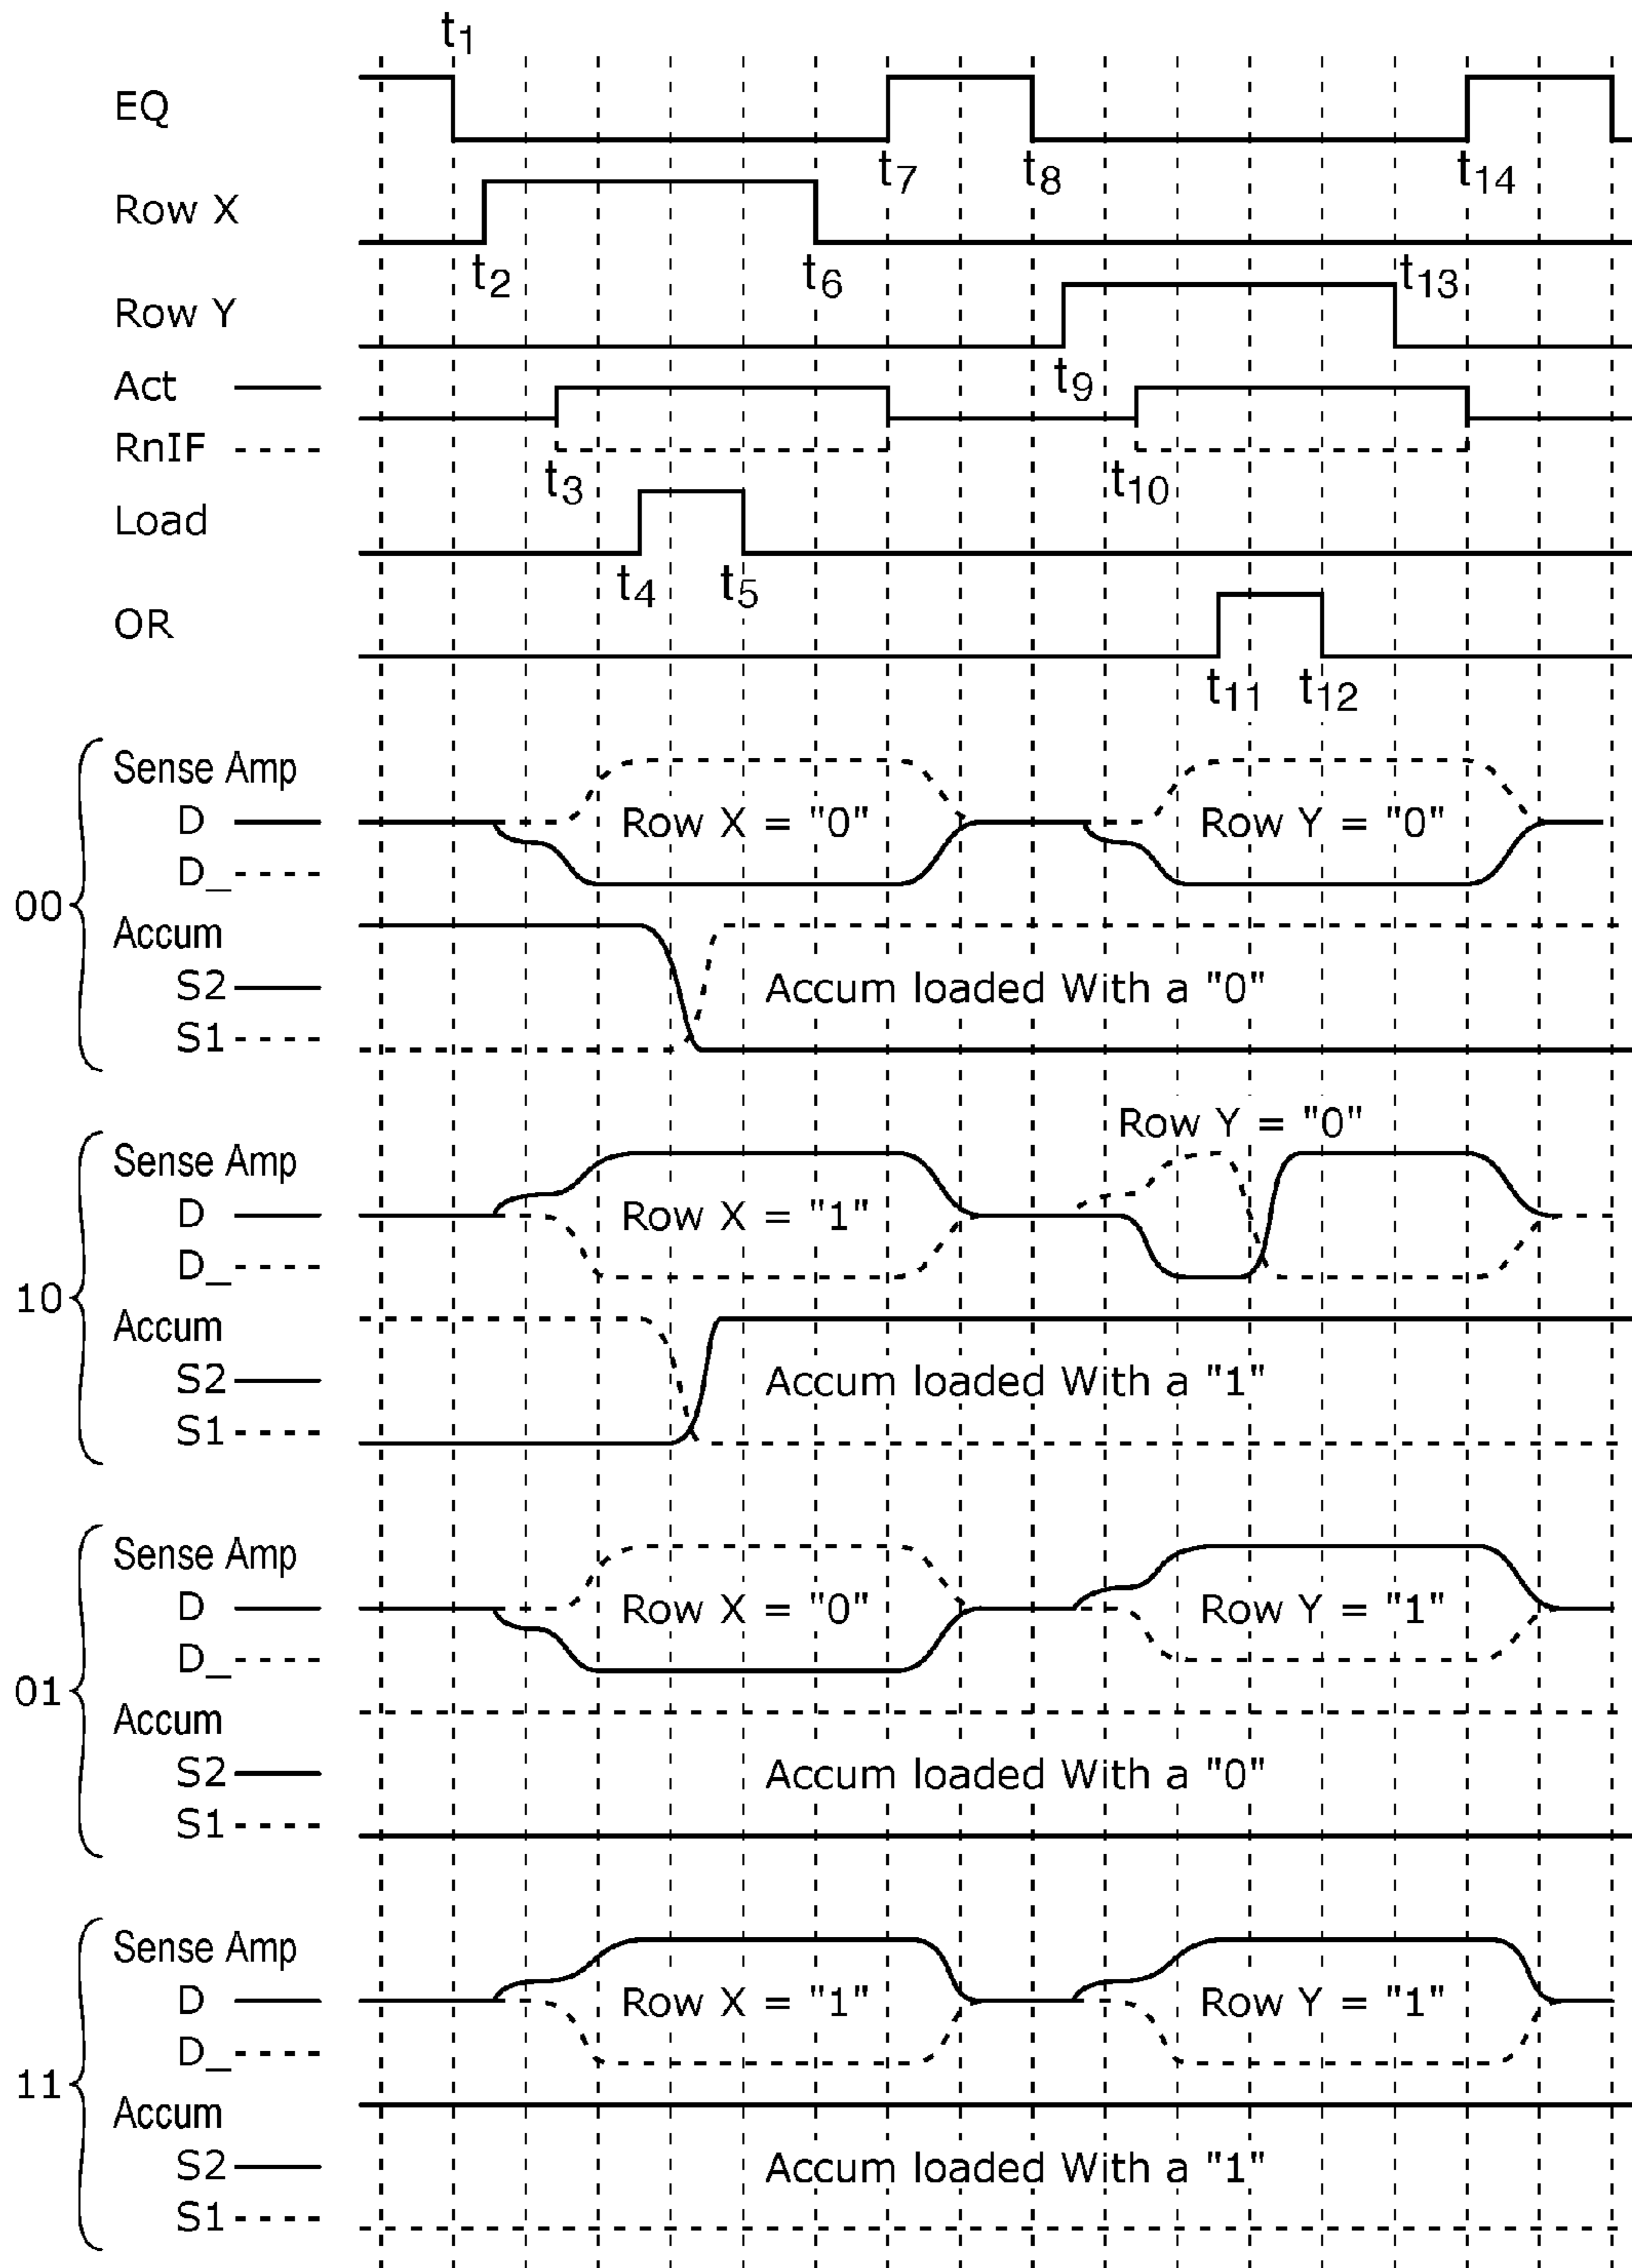 t1
EQ
t7 t8 t14
Row X
t2 t6 t13
Row Y
t9
Act
RnIF
t3 t10
Load
t4 t5
OR
t11 t12
Sense Amp
D Row X = "0" Row Y = "0"
D_
00
Accum
S2 Accum loaded With a "0"
S1
Row Y = "0"
Sense Amp
D Row X = "1"
D_
10
Accum
S2 Accum loaded With a "1"
S1
Sense Amp
D Row X = "0" Row Y = "1"
D_
01
Accum
S2 Accum loaded With a "0"
S1
Sense Amp
D Row X = "1" Row Y = "1"
D_
11
Accum
S2 Accum loaded With a "1"
S1